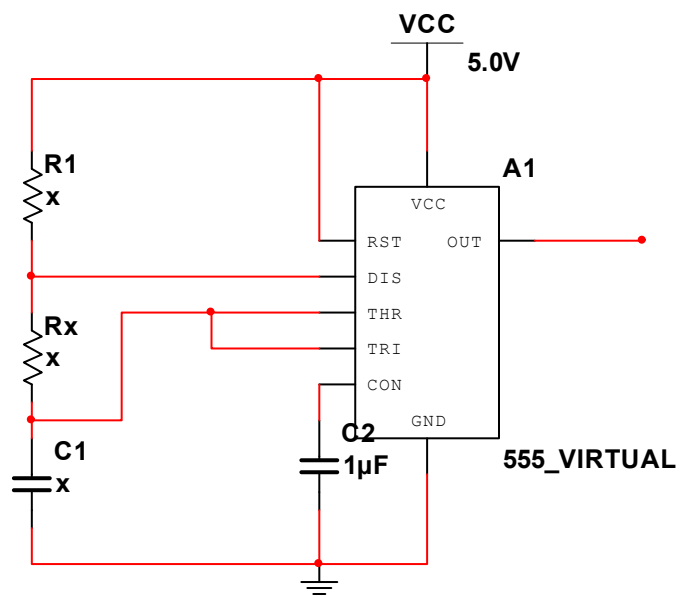 VCC
5.0V
R1
x
A1
VCC
RST
OUT
DIS
THR
Rx
x
TRI
CON
GND
C2
1µF
C1
x
555_VIRTUAL